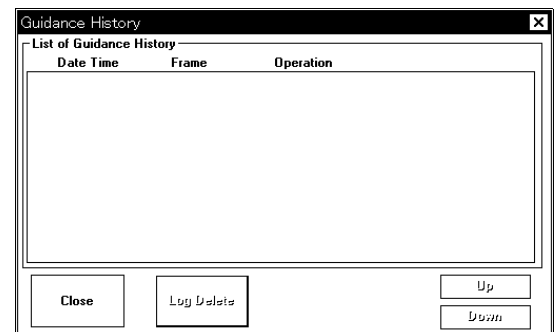 Guidance History
List of Guidance History
Date Time Frame Operation
Close Log Delete Up
Down